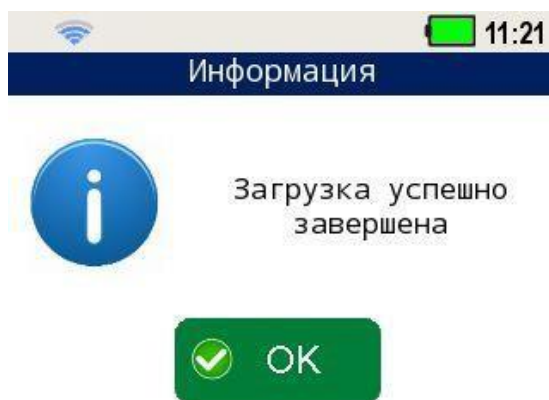 11:21
Информация
Загрузка успешно
завершена
OK